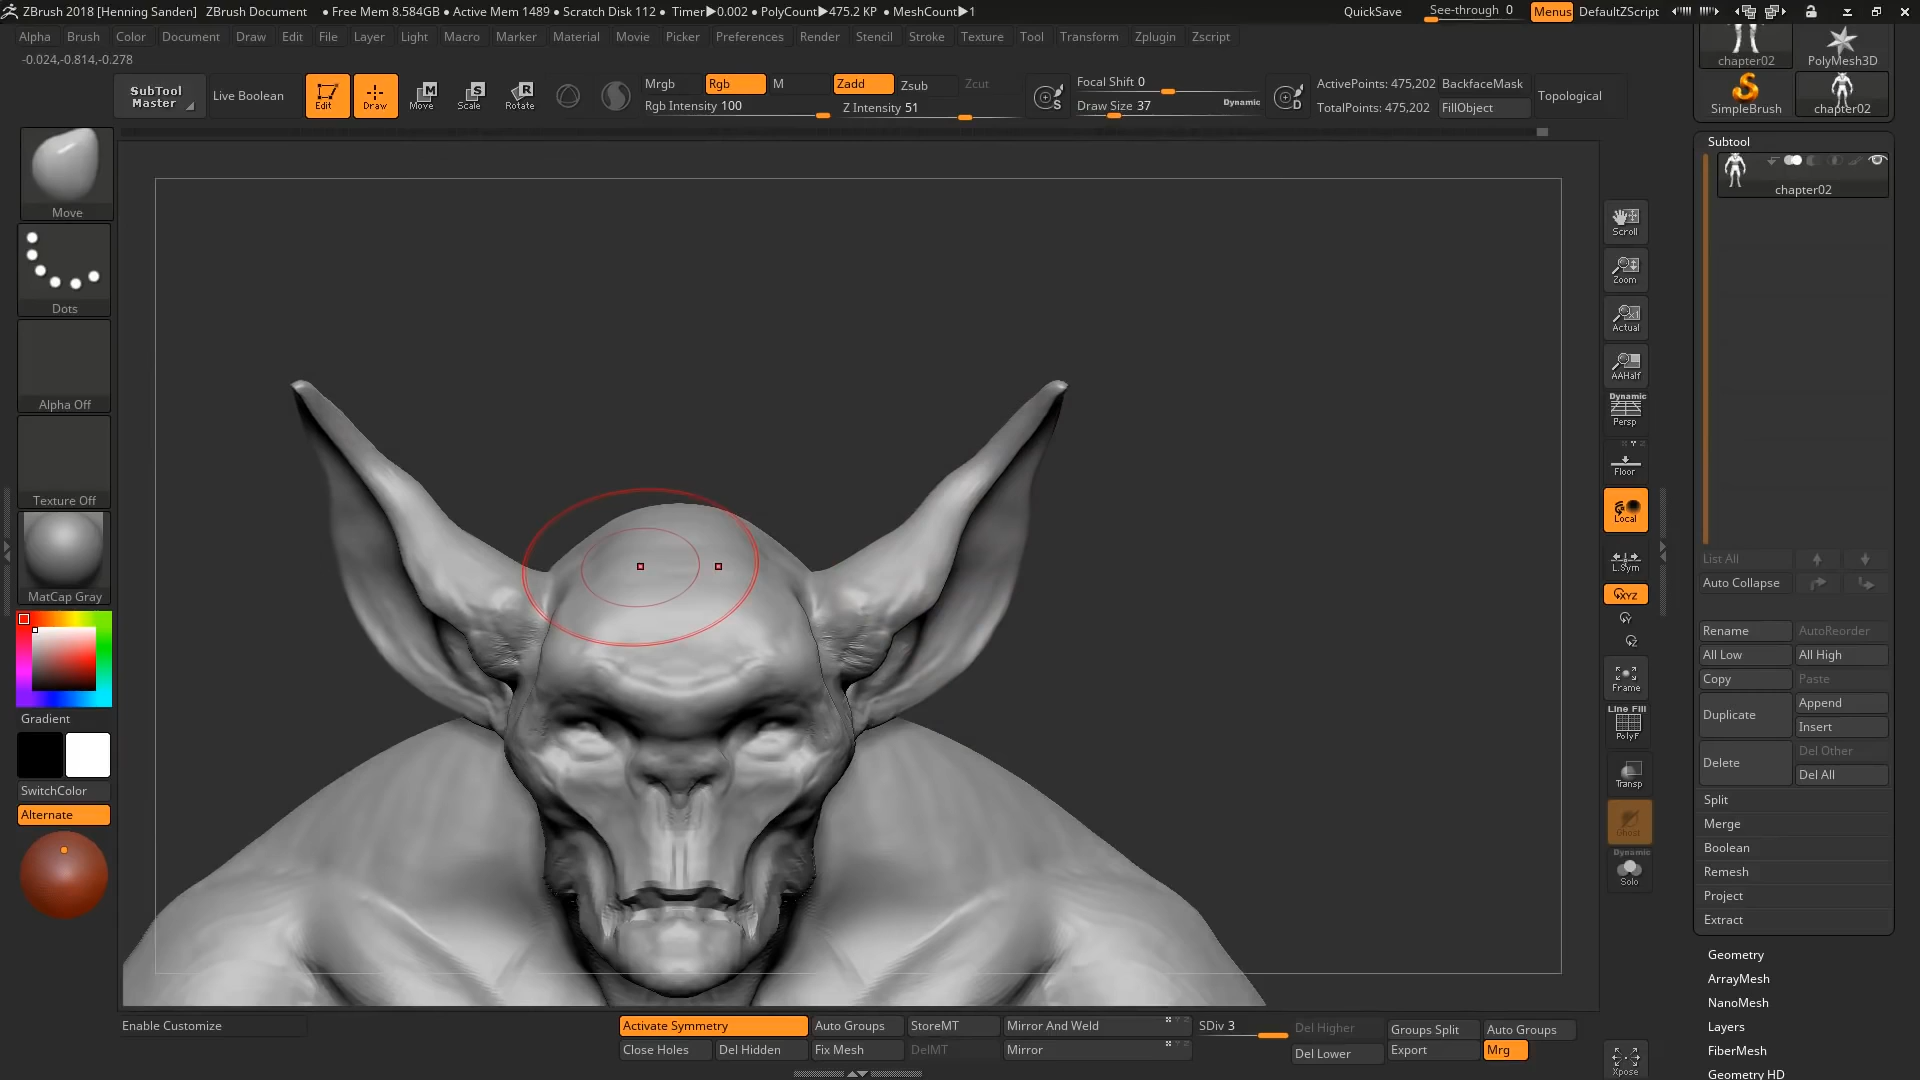 ZBrush 2018 [Henning Sanden] ZBrush Document • Free Mem 8.584GB • Active Mem 1489 • Scratch Disk 112 • Timer▶0.002 • PolyCount▶475.2 KP • MeshCount▶1 QuickSave See-through 0 Menus DefaultZScript
Alpha Brush Color Document Draw Edit File Layer Light Macro Marker Material Movie Picker Preferences Render Stencil Stroke Texture Tool Transform Zplugin Zscript
-0.024,-0.814,-0.278
SubTool Master
Live Boolean
Edit
Draw
Move
Scale
Rotate
Mrgb Rgb M
Rgb Intensity 100
Zadd Zsub Zcut
Z Intensity 51
S
Focal Shift 0
Draw Size 37
Dynamic
D
ActivePoints: 475,202
TotalPoints: 475,202
BackfaceMask
FillObject
Topological
Move
Dots
Alpha Off
Texture Off
MatCap Gray
Gradient
SwitchColor
Alternate
Scroll
Zoom
Actual
AAHalf
Dynamic
Persp
Floor
Local
L.Sym
XYZ
Y
Z
Frame
Line Fill
PolyF
Transp
Ghost
Dynamic
Solo
Xpose
chapter02 PolyMesh3D
SimpleBrush chapter02
Subtool
chapter02
List All
Auto Collapse
Rename AutoReorder
All Low All High
Copy Paste
Duplicate
Append
Insert
Delete
Del Other
Del All
Split
Merge
Boolean
Remesh
Project
Extract
Geometry
ArrayMesh
NanoMesh
Layers
FiberMesh
Geometry HD
Enable Customize
Activate Symmetry Auto Groups StoreMT Mirror And Weld SDiv 3 Del Higher Groups Split Auto Groups
Close Holes Del Hidden Fix Mesh DelMT Mirror Del Lower Export Mrg